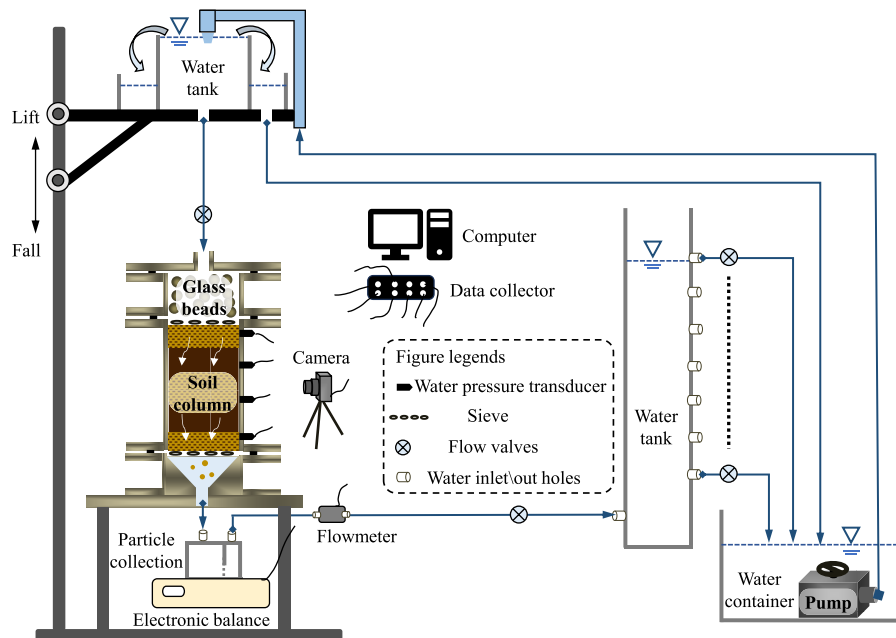 Water
tank
Lift
Fall
Computer
Data collector
Glass
beads
Camera
Soil
column
Figure legends
Water pressure transducer
Sieve
Flow valves
Water inlet\out holes
Water
tank
Flowmeter
Particle
collection
Electronic balance
Water
container
Pump